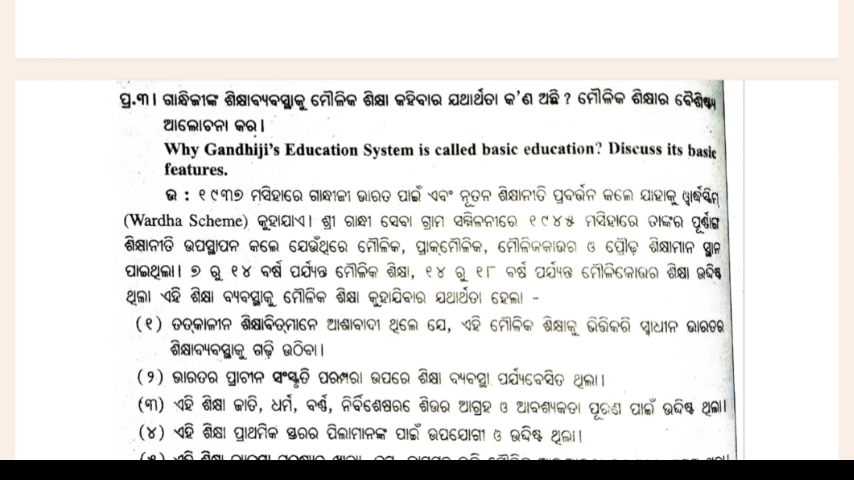 ପ୍ର.୩। ଗାନ୍ଧିଜୀଙ୍କ ଶିକ୍ଷାବ୍ୟବସ୍ଥାକୁ ମୌଳିକ ଶିକ୍ଷା କହିବାର ଯଥାର୍ଥତା କ'ଣ ଅଛି ? ମୌଳିକ ଶିକ୍ଷାର ବୈଶିଷ୍ଟ୍ୟ
ଆଲୋଚନା କର।
Why Gandhiji's Education System is called basic education? Discuss its basic
features.
ଉ : ୧୯୩୭ ମସିହାରେ ଗାନ୍ଧୀଜୀ ଭାରତ ପାଇଁ ଏବଂ ନୂତନ ଶିକ୍ଷାନୀତି ପ୍ରବର୍ତ୍ତନ କଲେ ଯାହାକୁ ୱାର୍ଦ୍ଧାସ୍କିମ୍
(Wardha Scheme) କୁହାଯାଏ। ଶ୍ରୀ ଗାନ୍ଧୀ ସେବା ଗ୍ରାମ ସମ୍ମିଳନୀରେ ୧୯୪୫ ମସିହାରେ ତାଙ୍କର ପୂର୍ଣ୍ଣାଙ୍ଗ
ଶିକ୍ଷାନୀତି ଉପସ୍ଥାପନ କଲେ ଯେଉଁଥିରେ ମୌଳିକ, ପ୍ରାକ୍‌ମୌଳିକ, ମୌଳିକଭାଉର ଓ ପ୍ରୌଢ଼ ଶିକ୍ଷାମାନ ସ୍ଥାନ
ପାଇଥିଲା। ୭ ରୁ ୧୪ ବର୍ଷ ପର୍ଯ୍ୟନ୍ତ ମୌଳିକ ଶିକ୍ଷା, ୧୪ ରୁ ୧୮ ବର୍ଷ ପର୍ଯ୍ୟନ୍ତ ମୌଳିକୋଉର ଶିକ୍ଷା ଉଦ୍ଦିଷ୍ଟ
ଥିଲା ଏହି ଶିକ୍ଷା ବ୍ୟବସ୍ଥାକୁ ମୌଳିକ ଶିକ୍ଷା କୁହାଯିବାର ଯଥାର୍ଥତା ହେଲା -
(୧) ତତ୍‌କାଳୀନ ଶିକ୍ଷାବିତ୍‌ମାନେ ଆଶାବାଦୀ ଥିଲେ ଯେ, ଏହି ମୌଳିକ ଶିକ୍ଷାକୁ ଭିତ୍ତିକରି ସ୍ୱାଧୀନ ଭାରତର
ଶିକ୍ଷାବ୍ୟବସ୍ଥାକୁ ଗଢ଼ି ଉଠିବା।
(୨) ଭାରତର ପ୍ରାଚୀନ ସଂସ୍କୃତି ପରମ୍ପରା ଉପରେ ଶିକ୍ଷା ବ୍ୟବସ୍ଥା ପର୍ଯ୍ୟବେସିତ ଥିଲା।
(୩) ଏହି ଶିକ୍ଷା ଜାତି, ଧର୍ମ, ବର୍ଣ୍ଣ, ନିର୍ବିଶେଷରେ ଶିଶୁର ଆଗ୍ରହ ଓ ଆବଶ୍ୟକତା ପୂରଣ ପାଇଁ ଉଦ୍ଦିଷ୍ଟ ଥିଲା।
(୪) ଏହି ଶିକ୍ଷା ପ୍ରାଥମିକ ସ୍ତରର ପିଲାମାନଙ୍କ ପାଇଁ ଉପଯୋଗୀ ଓ ଉଦ୍ଦିଷ୍ଟ ଥିଲା।